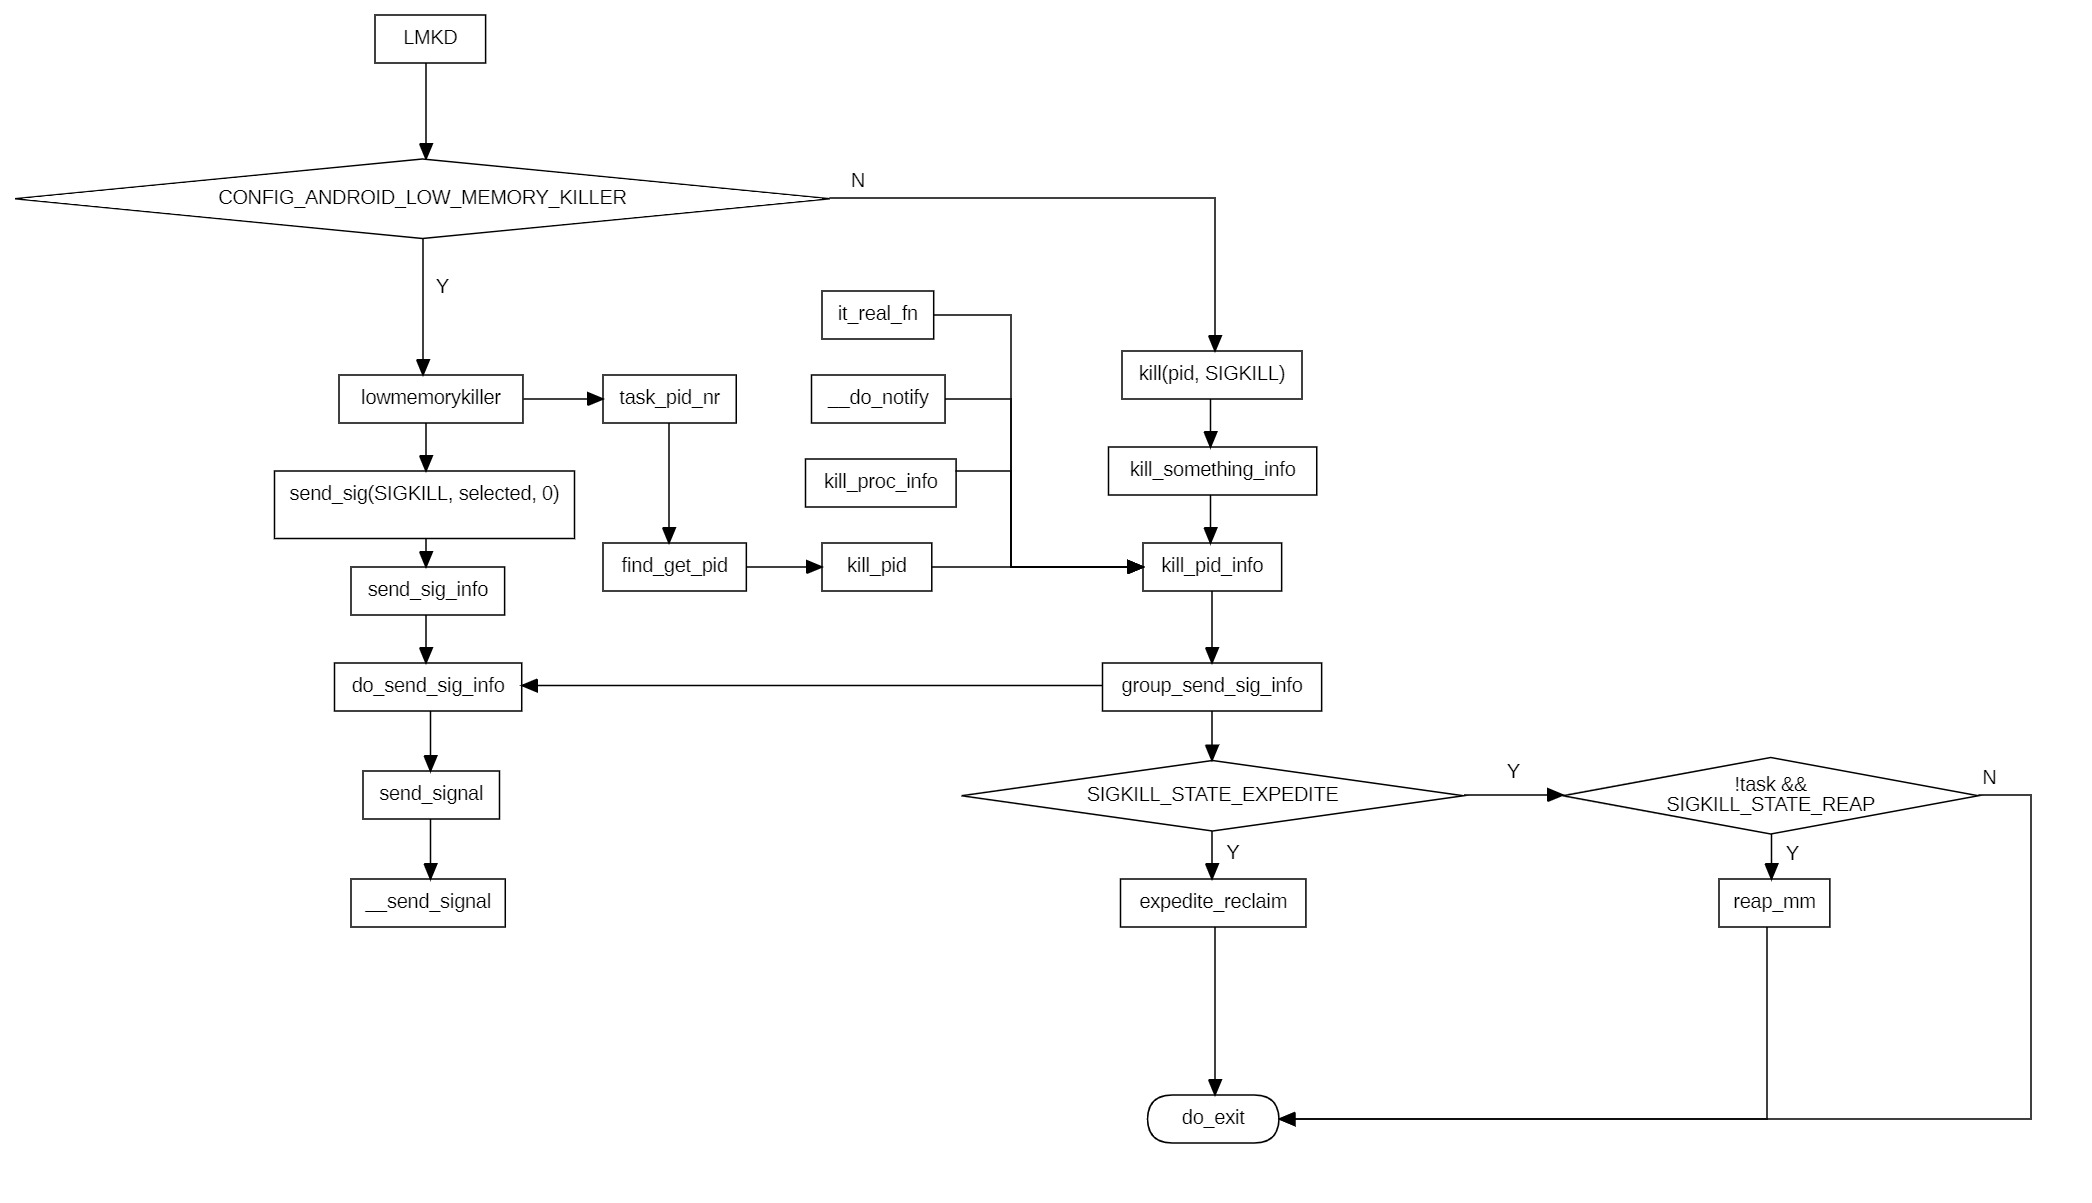 LMKD
CONFIG_ANDROID_LOW_MEMORY_KILLER
N
Y
it_real_fn
kill(pid, SIGKILL)
lowmemorykiller
task_pid_nr
__do_notify
kill_proc_info
kill_something_info
send_sig(SIGKILL, selected, 0)
send_sig_info
find_get_pid
kill_pid
kill_pid_info
do_send_sig_info
group_send_sig_info
send_signal
SIGKILL_STATE_EXPEDITE
Y
!task &&
SIGKILL_STATE_REAP
N
Y
Y
__send_signal
expedite_reclaim
reap_mm
do_exit